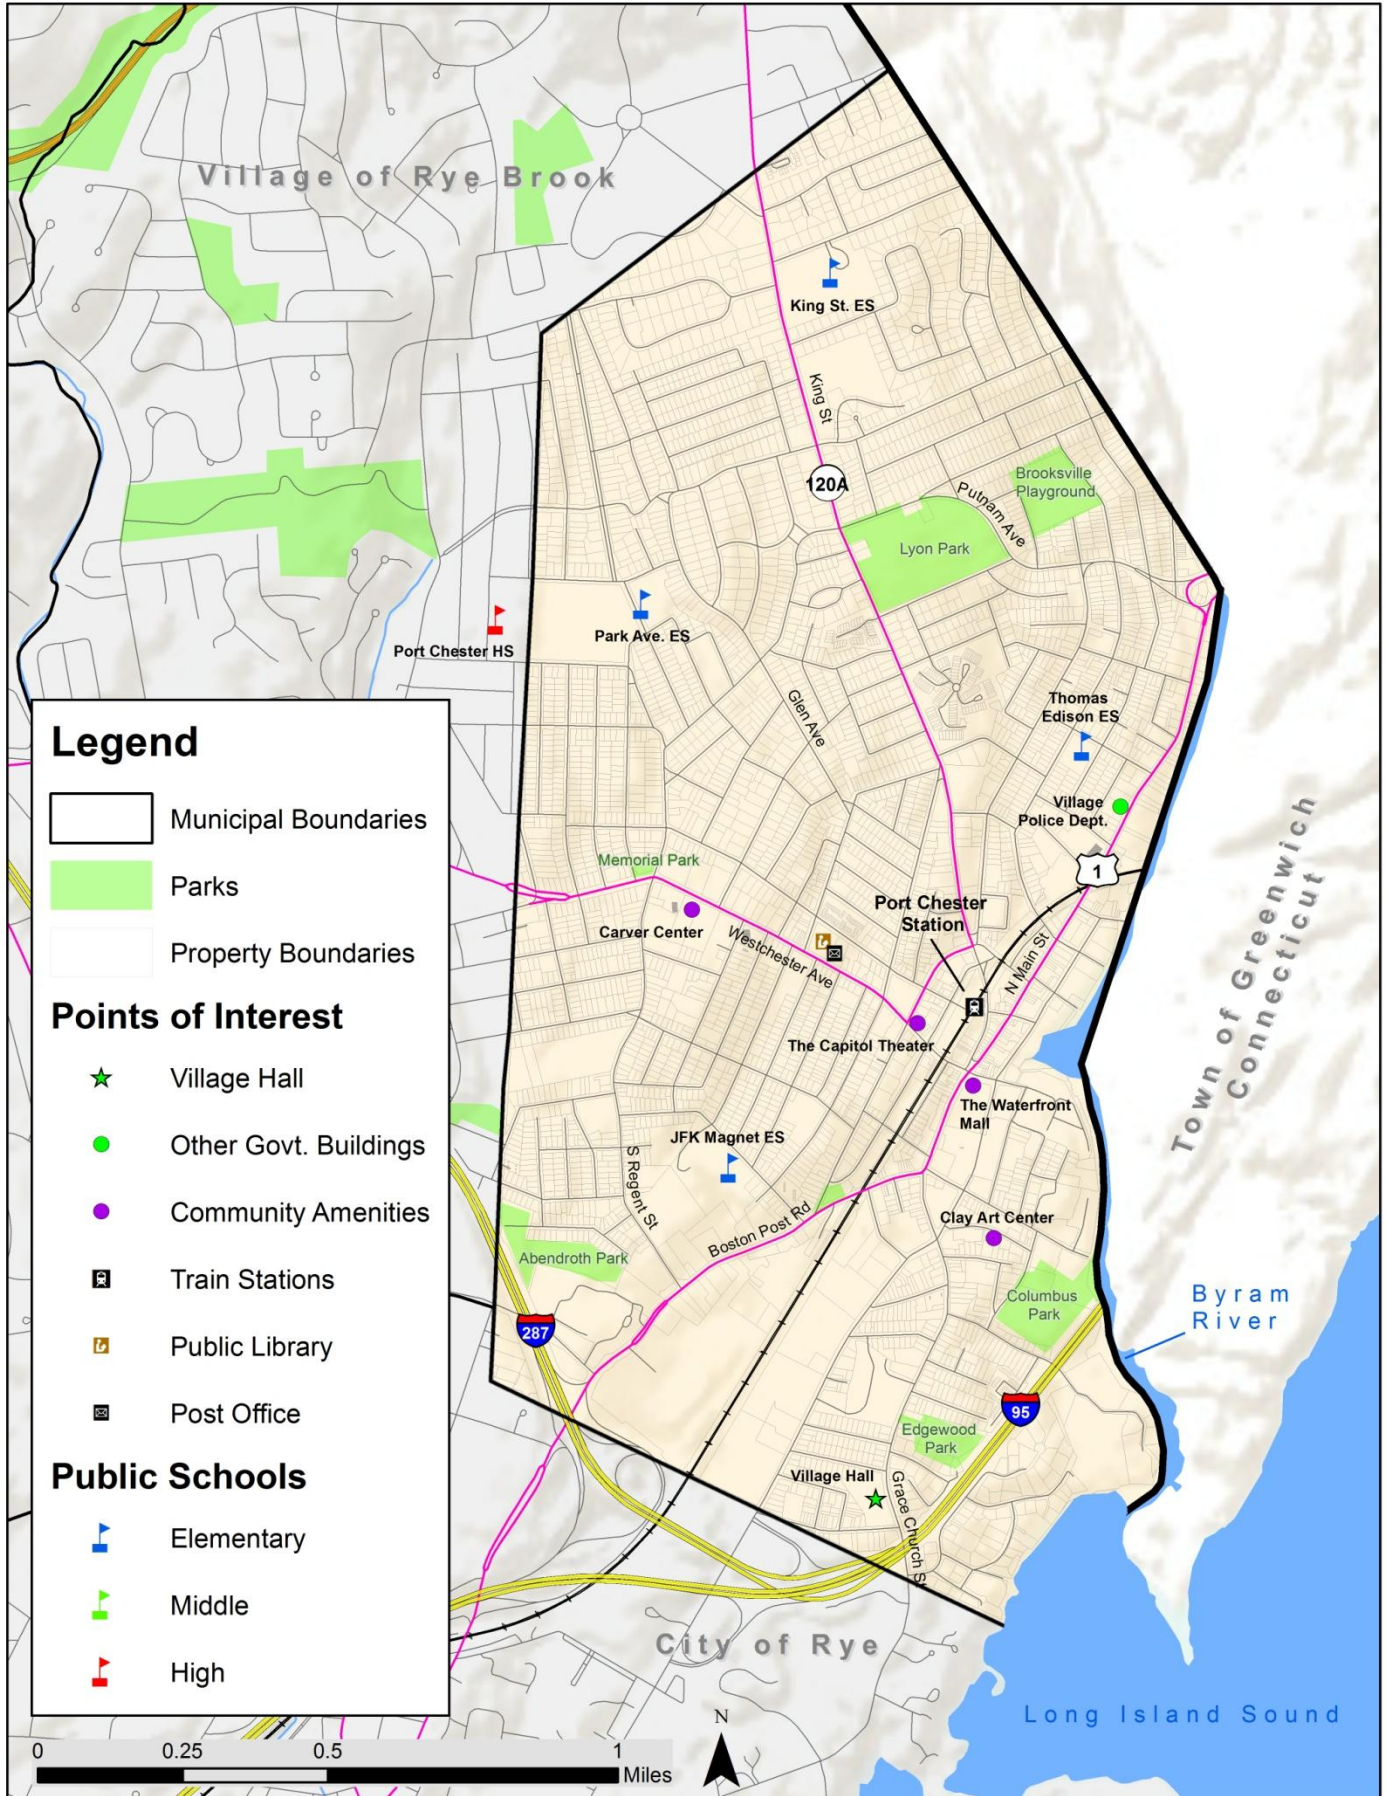 Village of Rye Brook
King St. ES
King St
120A
Brooksville
Playground
Putnam Ave
Lyon Park
Park Ave. ES
Port Chester HS
Glen Ave
Thomas
Edison ES
Village
Police Dept.
1
Memorial Park
Carver Center
Westchester Ave
Port Chester
Station
N Main St
The Capitol Theater
The Waterfront
Mall
Town of Greenwich
Connecticut
JFK Magnet ES
S Regent St
Boston Post Rd
Clay Art Center
Abendroth Park
Columbus
Park
Byram
River
287
95
Edgewood
Park
Village Hall
Grace Church St
City of Rye
Long Island Sound
Legend
Municipal Boundaries
Parks
Property Boundaries
Points of Interest
Village Hall
Other Govt. Buildings
Community Amenities
Train Stations
Public Library
Post Office
Public Schools
Elementary
Middle
High
0 0.25 0.5 1
Miles
N